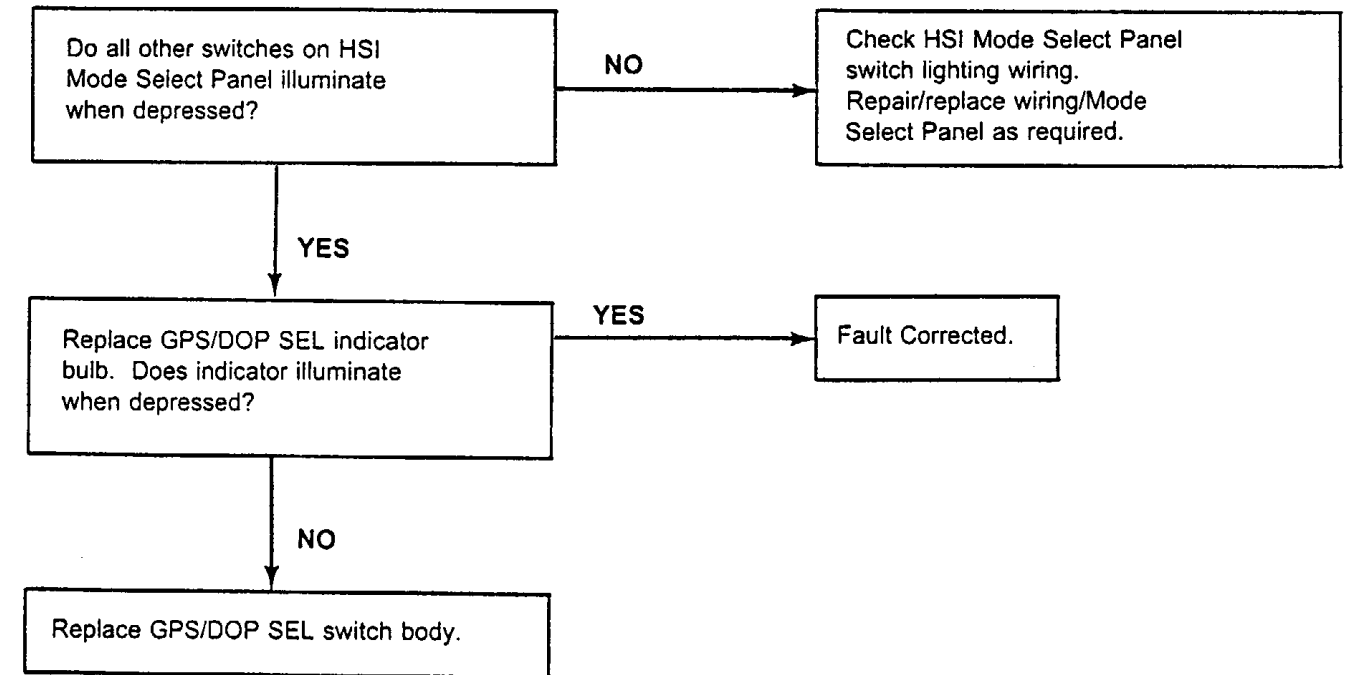 Do all other switches on HSI
Mode Select Panel illuminate
when depressed?
NO
Check HSI Mode Select Panel
switch lighting wiring.
Repair/replace wiring/Mode
Select Panel as required.
YES
Replace GPS/DOP SEL indicator
bulb. Does indicator illuminate
when depressed?
YES
Fault Corrected.
NO
Replace GPS/DOP SEL switch body.